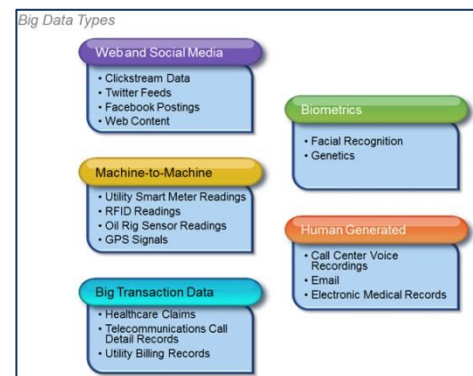 Big Data Types
Web and Social Media
• Clickstream Data
• Twitter Feeds
• Facebook Postings
• Web Content
Machine-to-Machine
• Utility Smart Meter Readings
• RFID Readings
• Oil Rig Sensor Readings
• GPS Signals
Big Transaction Data
• Healthcare Claims
• Telecommunications Call
Detail Records
• Utility Billing Records
Biometrics
• Facial Recognition
• Genetics
Human Generated
• Call Center Voice
Recordings
• Email
• Electronic Medical Records